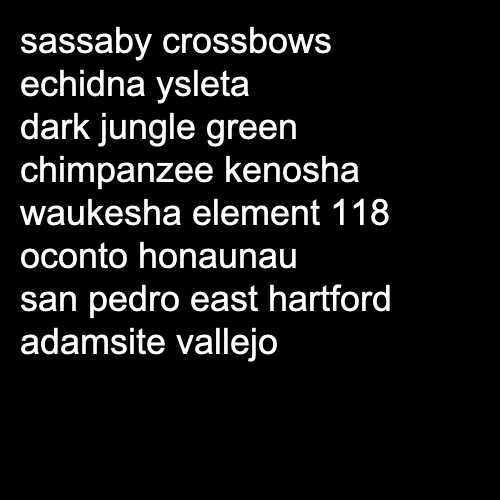 sassaby crossbows
echidna ysleta
dark jungle green
chimpanzee kenosha
waukesha element 118
oconto honaunau
san pedro east hartford
adamsite vallejo